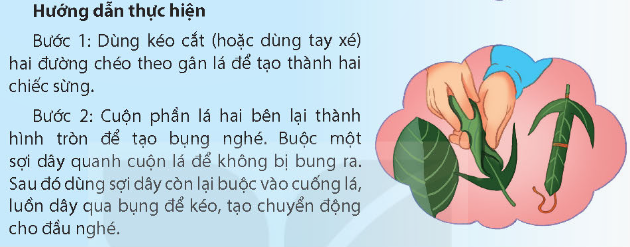 Hướng dẫn thực hiện
Bước 1: Dùng kéo cắt (hoặc dùng tay xé)
hai đường chéo theo gân lá để tạo thành hai
chiếc sừng.
Bước 2: Cuộn phần lá hai bên lại thành
hình tròn để tạo bụng nghé. Buộc một
sợi dây quanh cuộn lá để không bị bung ra.
Sau đó dùng sợi dây còn lại buộc vào cuống lá,
luồn dây qua bụng để kéo, tạo chuyển động
cho đầu nghé.